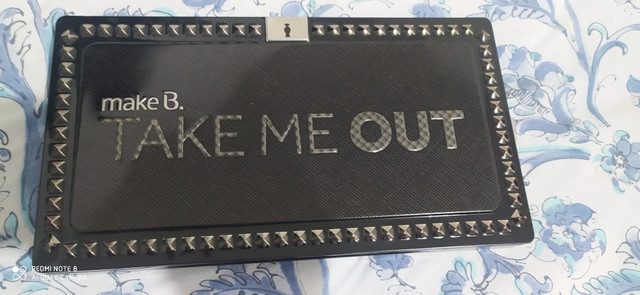 make B.
TAKE ME OUT
REDMI NOTE 8